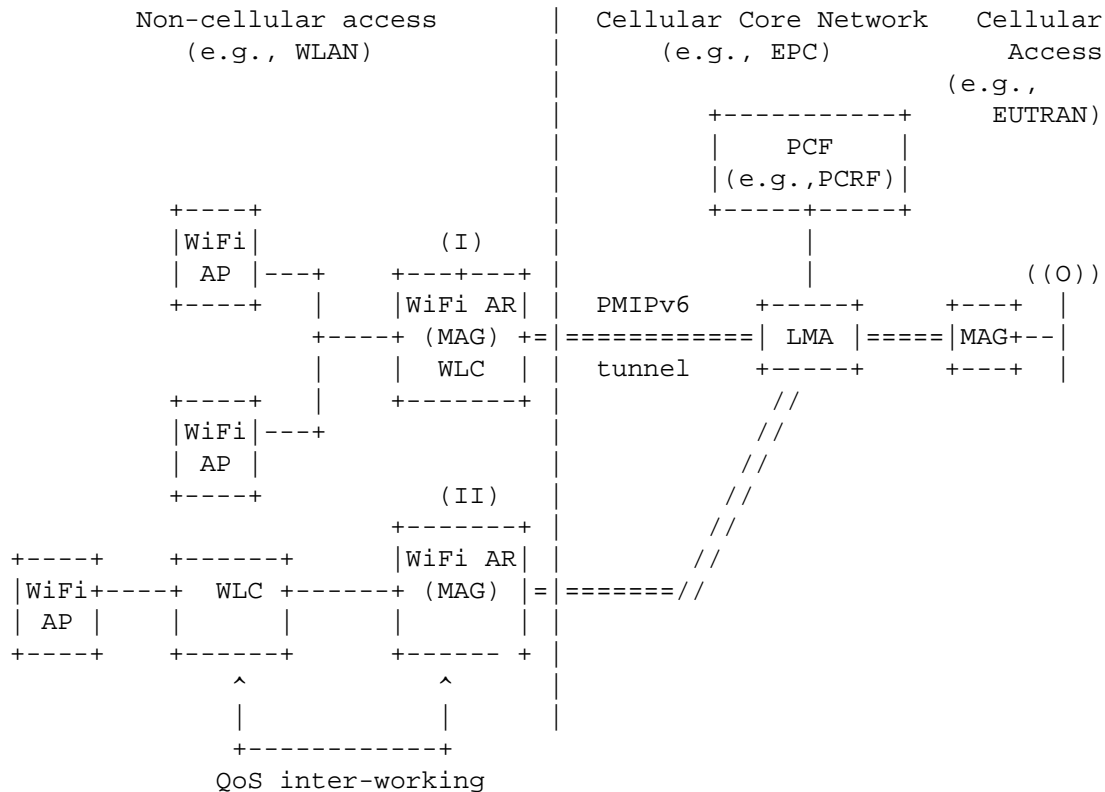 Non-cellular access | Cellular Core Network Cellular
(e.g., WLAN) | (e.g., EPC) Access
(e.g.,
EUTRAN)
PCF
(e.g.,PCRF)
WiFi (I)
AP ((O))
WiFi AR PMIPv6
(MAG) LMA MAG
WLC tunnel
WiFi
AP
(II)
WiFi AR
WiFi WLC (MAG)
AP
QoS inter-working